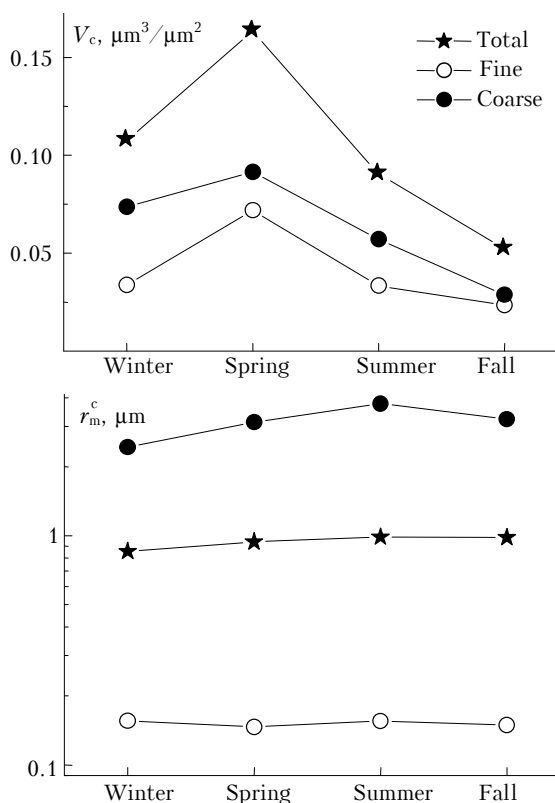 V_c, μm³/μm²
Total
Fine
Coarse
0.15
0.10
0.05
Winter Spring Summer Fall
r_m^c, μm
1
0.1
Winter Spring Summer Fall